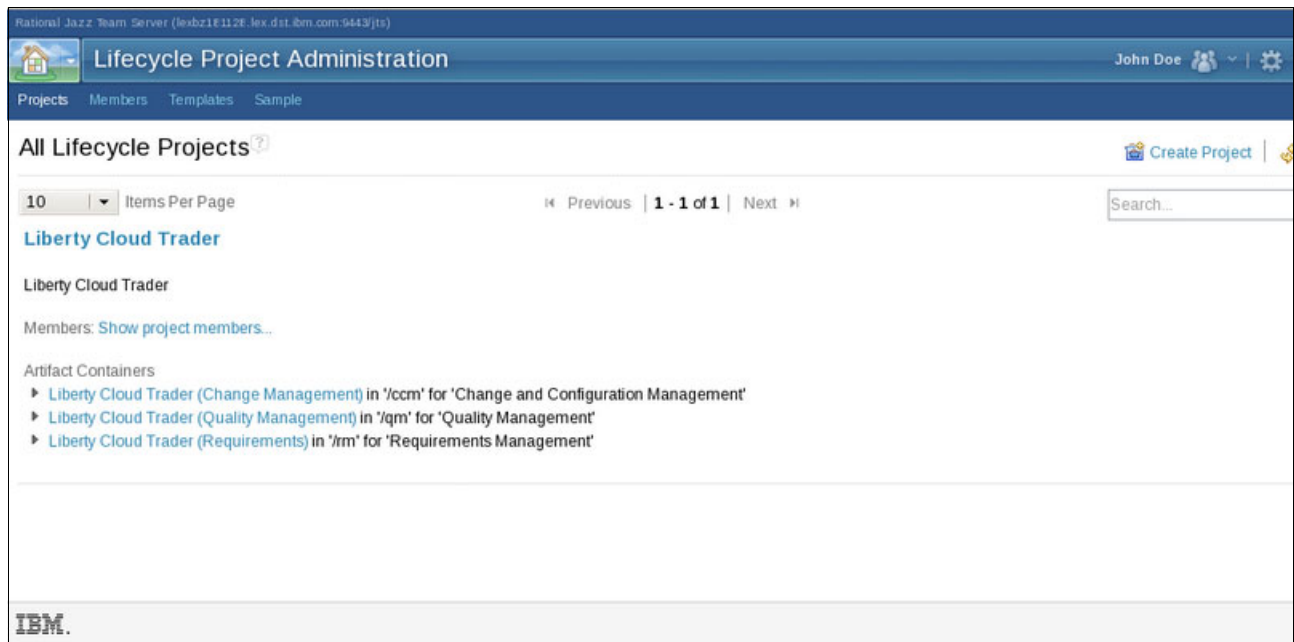 Rational Jazz Team Server (lexbz181112E.lex.dst.ibm.com:9443/jts)
Lifecycle Project Administration
John Doe
Projects Members Templates Sample
All Lifecycle Projects ?
Create Project
10 Items Per Page Previous | 1 - 1 of 1 | Next Search...
Liberty Cloud Trader
Liberty Cloud Trader
Members: Show project members...
Artifact Containers
Liberty Cloud Trader (Change Management) in '/ccm' for 'Change and Configuration Management'
Liberty Cloud Trader (Quality Management) in '/qm' for 'Quality Management'
Liberty Cloud Trader (Requirements) in '/rm' for 'Requirements Management'
IBM.